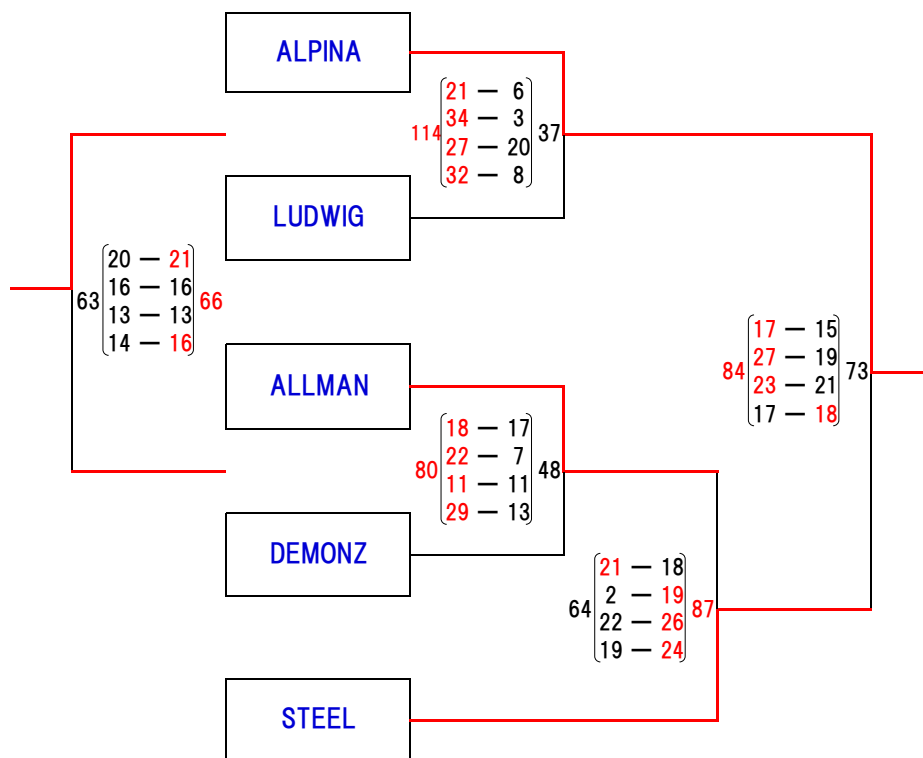 ALPINA
114 21 — 6 37
34 — 3
27 — 20
32 — 8
LUDWIG
63 20 — 21 66
16 — 16
13 — 13
14 — 16
ALLMAN
84 17 — 15 73
27 — 19
23 — 21
17 — 18
80 18 — 17 48
22 — 7
11 — 11
29 — 13
DEMONZ
64 21 — 18 87
2 — 19
22 — 26
19 — 24
STEEL